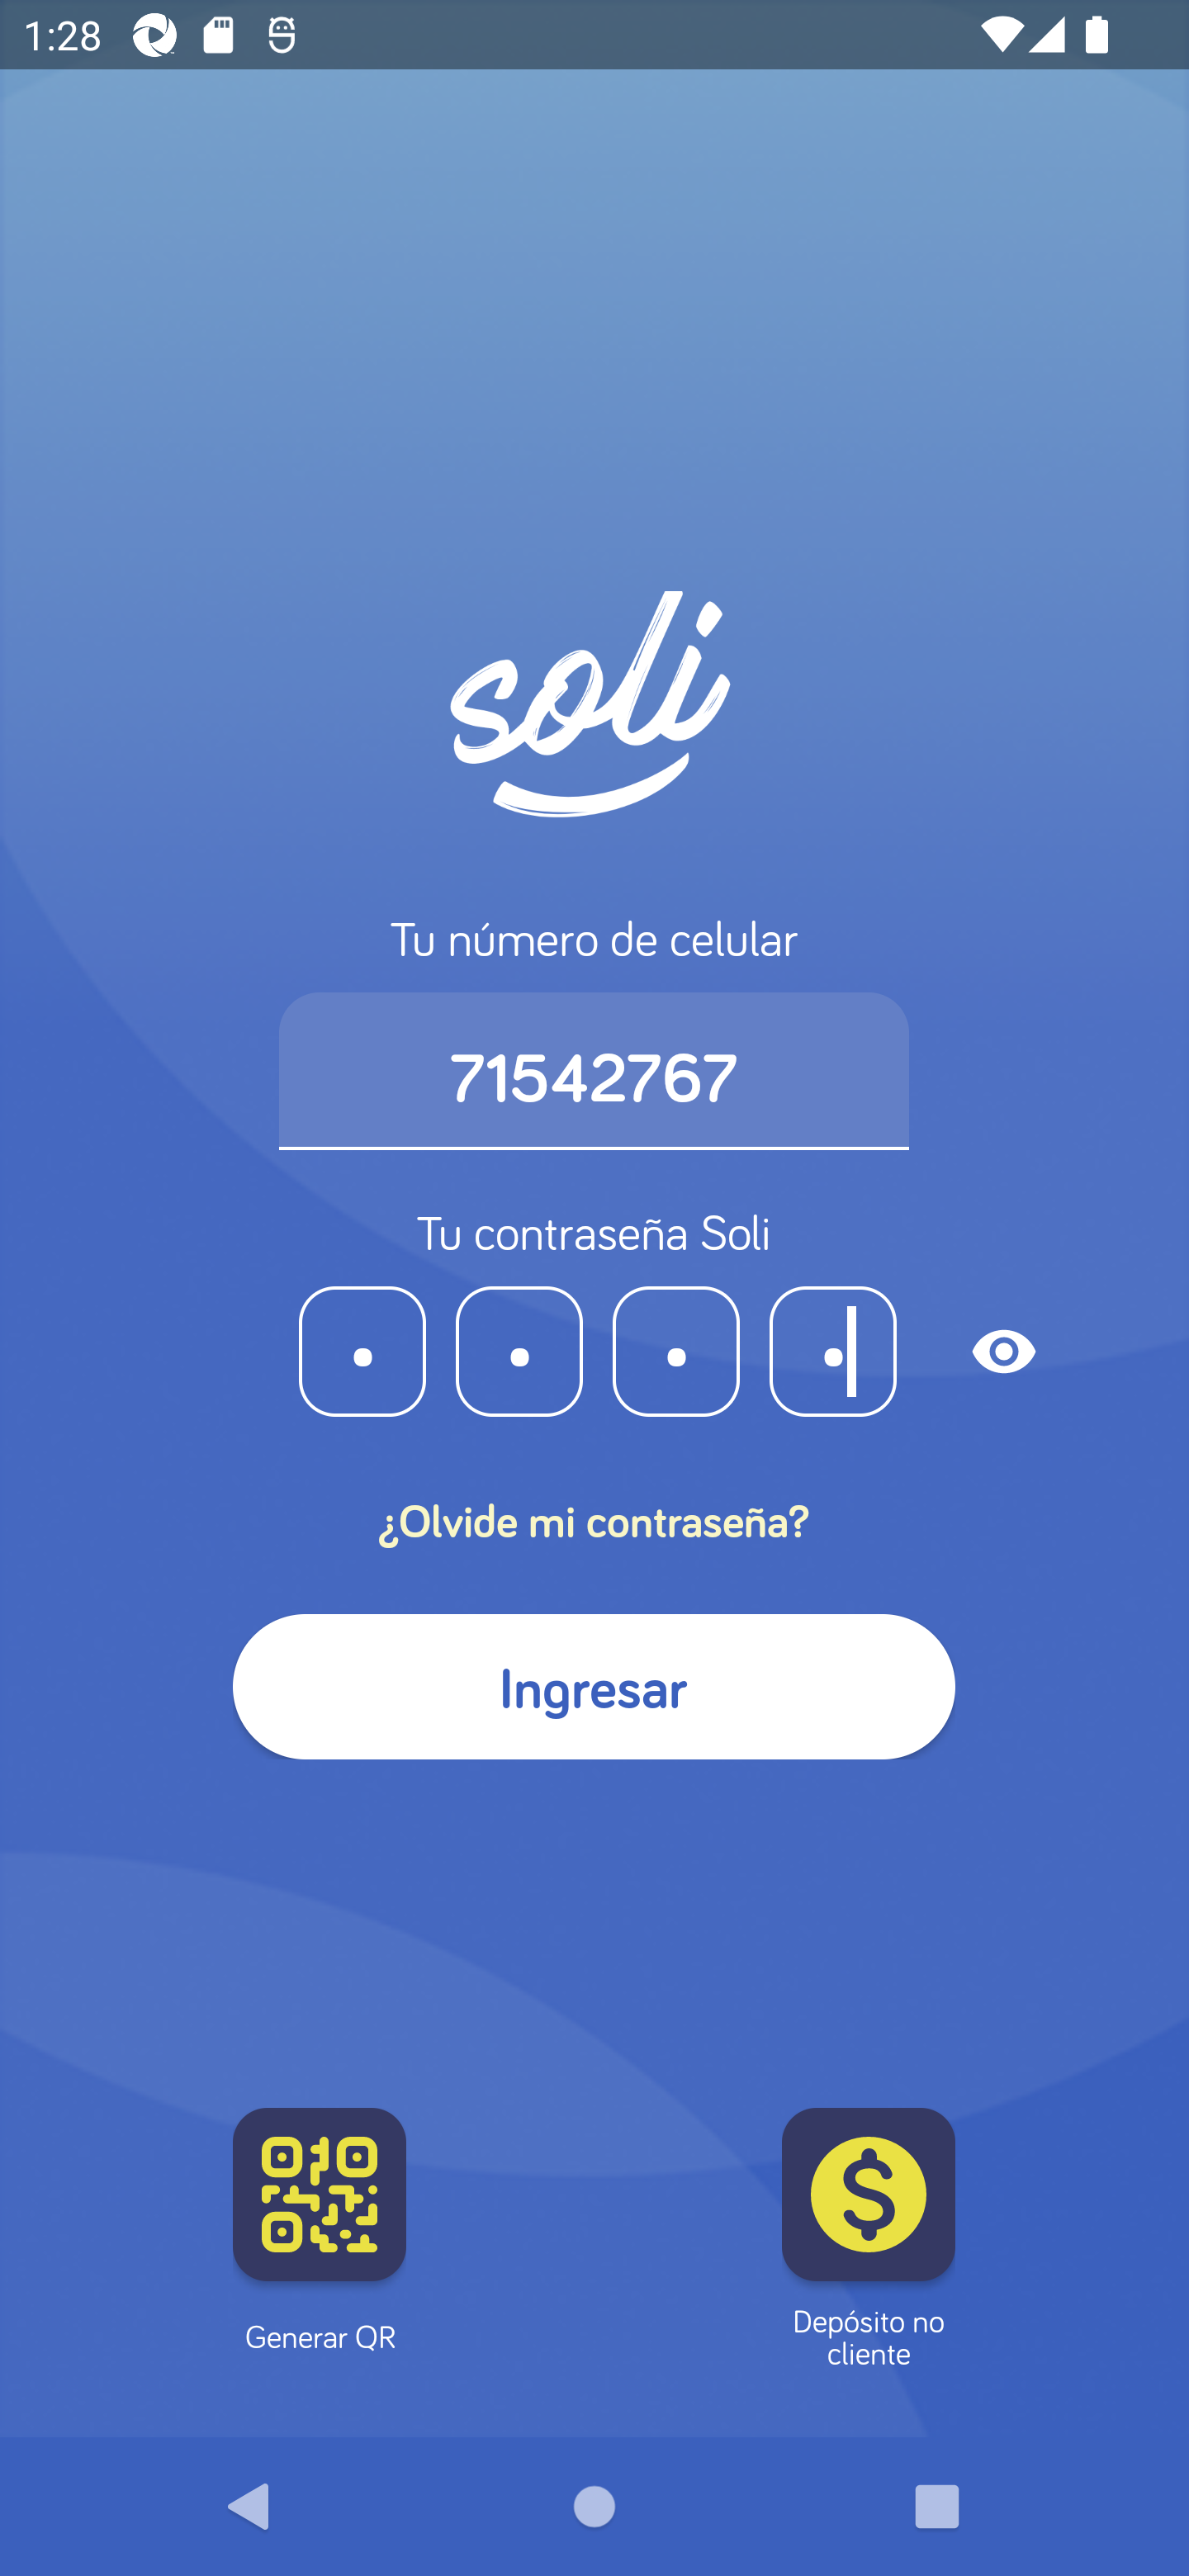 1:28
soli
Tu número de celular
71542767
Tu contraseña Soli
¿Olvide mi contraseña?
Ingresar
Generar QR
Depósito no
cliente